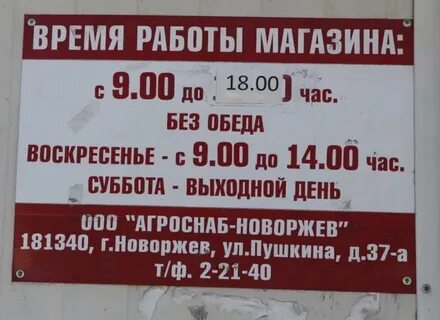 ВРЕМЯ РАБОТЫ МАГАЗИНА:
с 9.00 до 18.00 час.
БЕЗ ОБЕДА
ВОСКРЕСЕНЬЕ - с 9.00 до 14.00 час.
СУББОТА - ВЫХОДНОЙ ДЕНЬ
ООО "АГРОСНАБ-НОВОРЖЕВ"
181340, г.Новоржев, ул.Пушкина, д.37-а
т/ф. 2-21-40